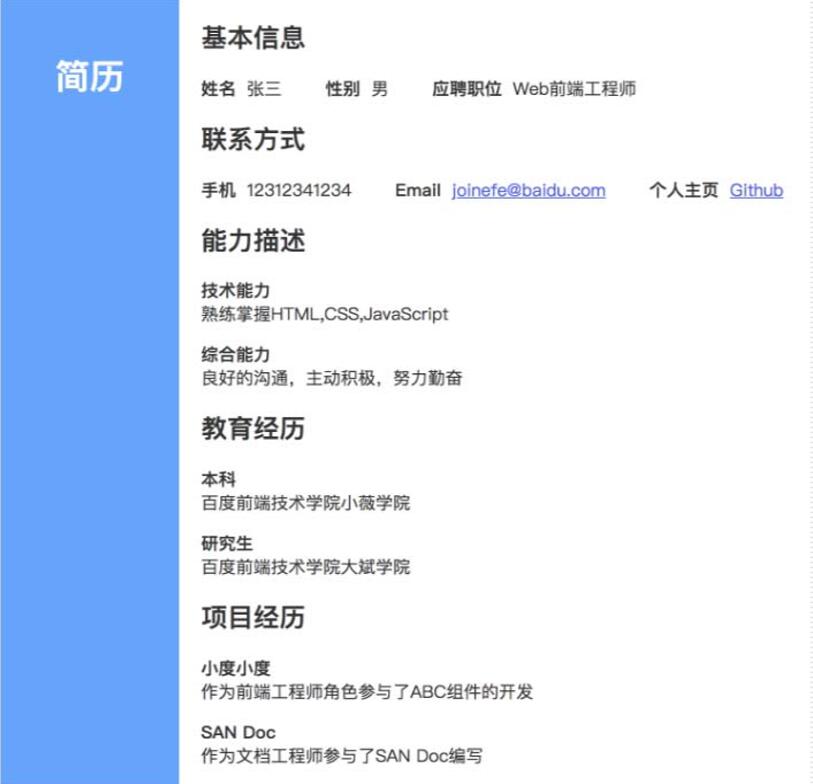 简历
基本信息
姓名 张三 性别 男 应聘职位 Web前端工程师
联系方式
手机 12312341234 Email joinefe@baidu.com 个人主页 Github
能力描述
技术能力
熟练掌握HTML,CSS,JavaScript
综合能力
良好的沟通，主动积极，努力勤奋
教育经历
本科
百度前端技术学院小薇学院
研究生
百度前端技术学院大斌学院
项目经历
小度小度
作为前端工程师角色参与了ABC组件的开发
SAN Doc
作为文档工程师参与了SAN Doc编写